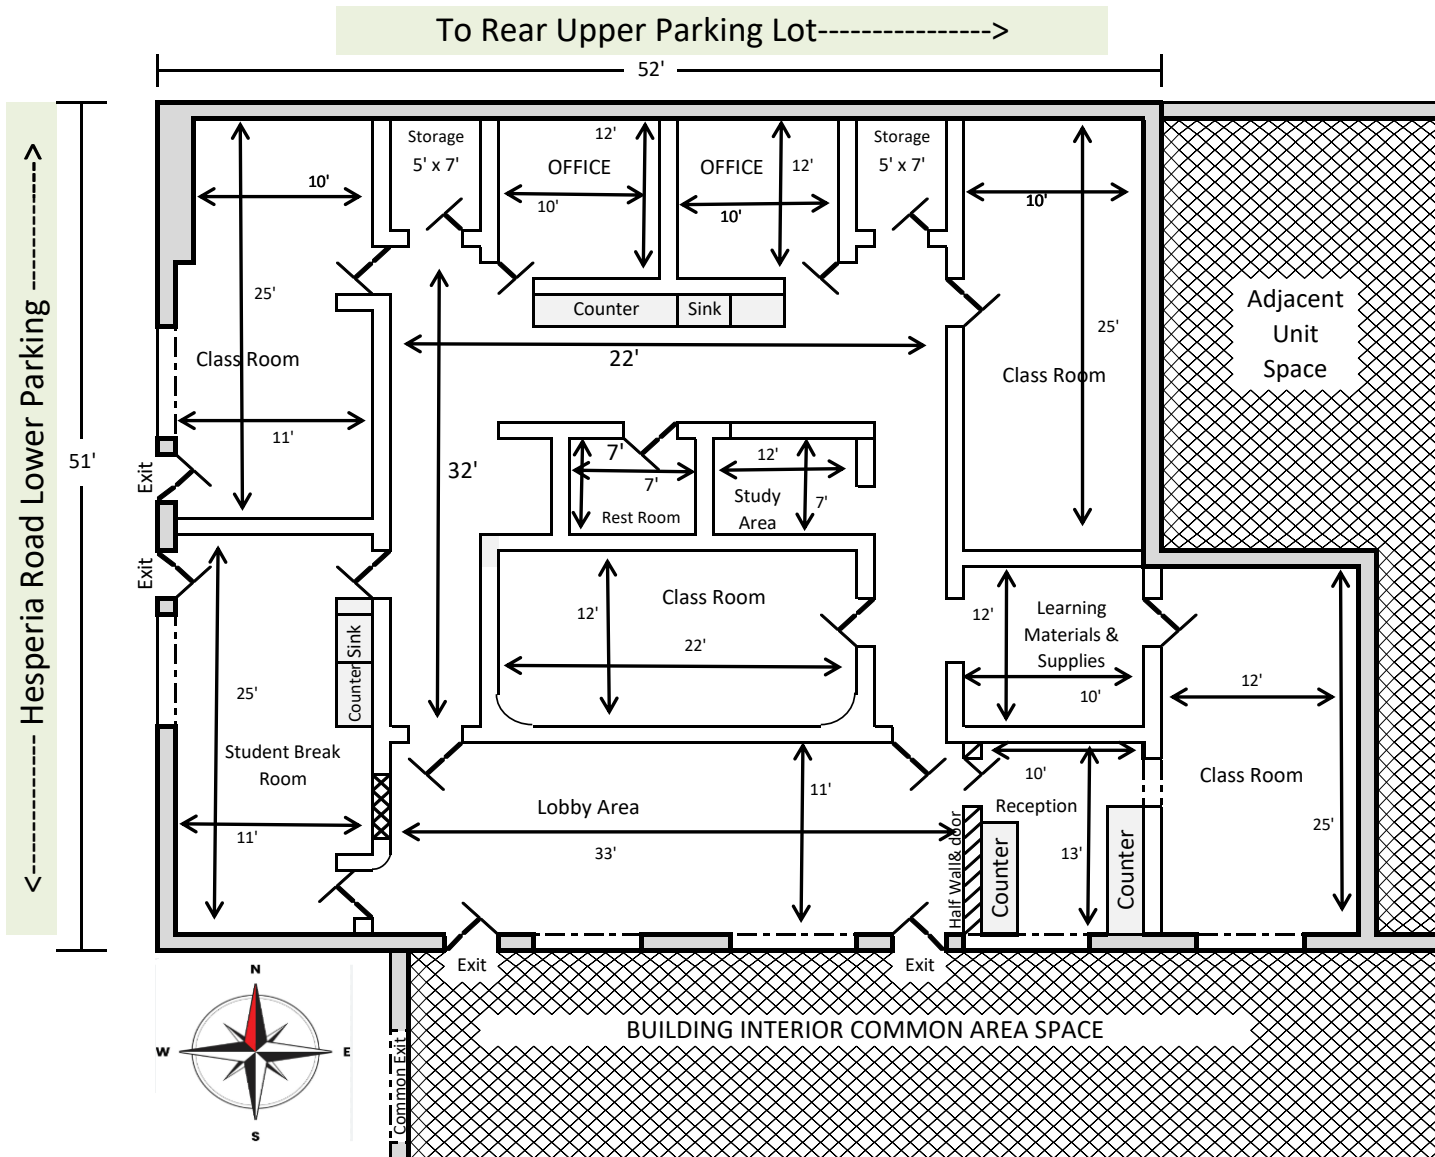 To Rear Upper Parking Lot---------------->
52'
<-------- Hesperia Road Lower Parking ------------>
51'
Storage
5' x 7'
12'
OFFICE
10'
OFFICE
12'
10'
Storage
5' x 7'
10'
10'
25'
Class Room
11'
Counter
Sink
22'
25'
Class Room
Adjacent
Unit
Space
Exit
Exit
32'
7'
7'
Rest Room
12'
Study
Area
7'
Class Room
12'
22'
12'
Learning
Materials &
Supplies
10'
12'
Class Room
25'
Sink
Counter
25'
Student Break
Room
11'
Lobby Area
33'
11'
10'
Reception
13'
Half Wall& door
Counter
Counter
Exit
Exit
BUILDING INTERIOR COMMON AREA SPACE
Common Exit
N
W
E
S